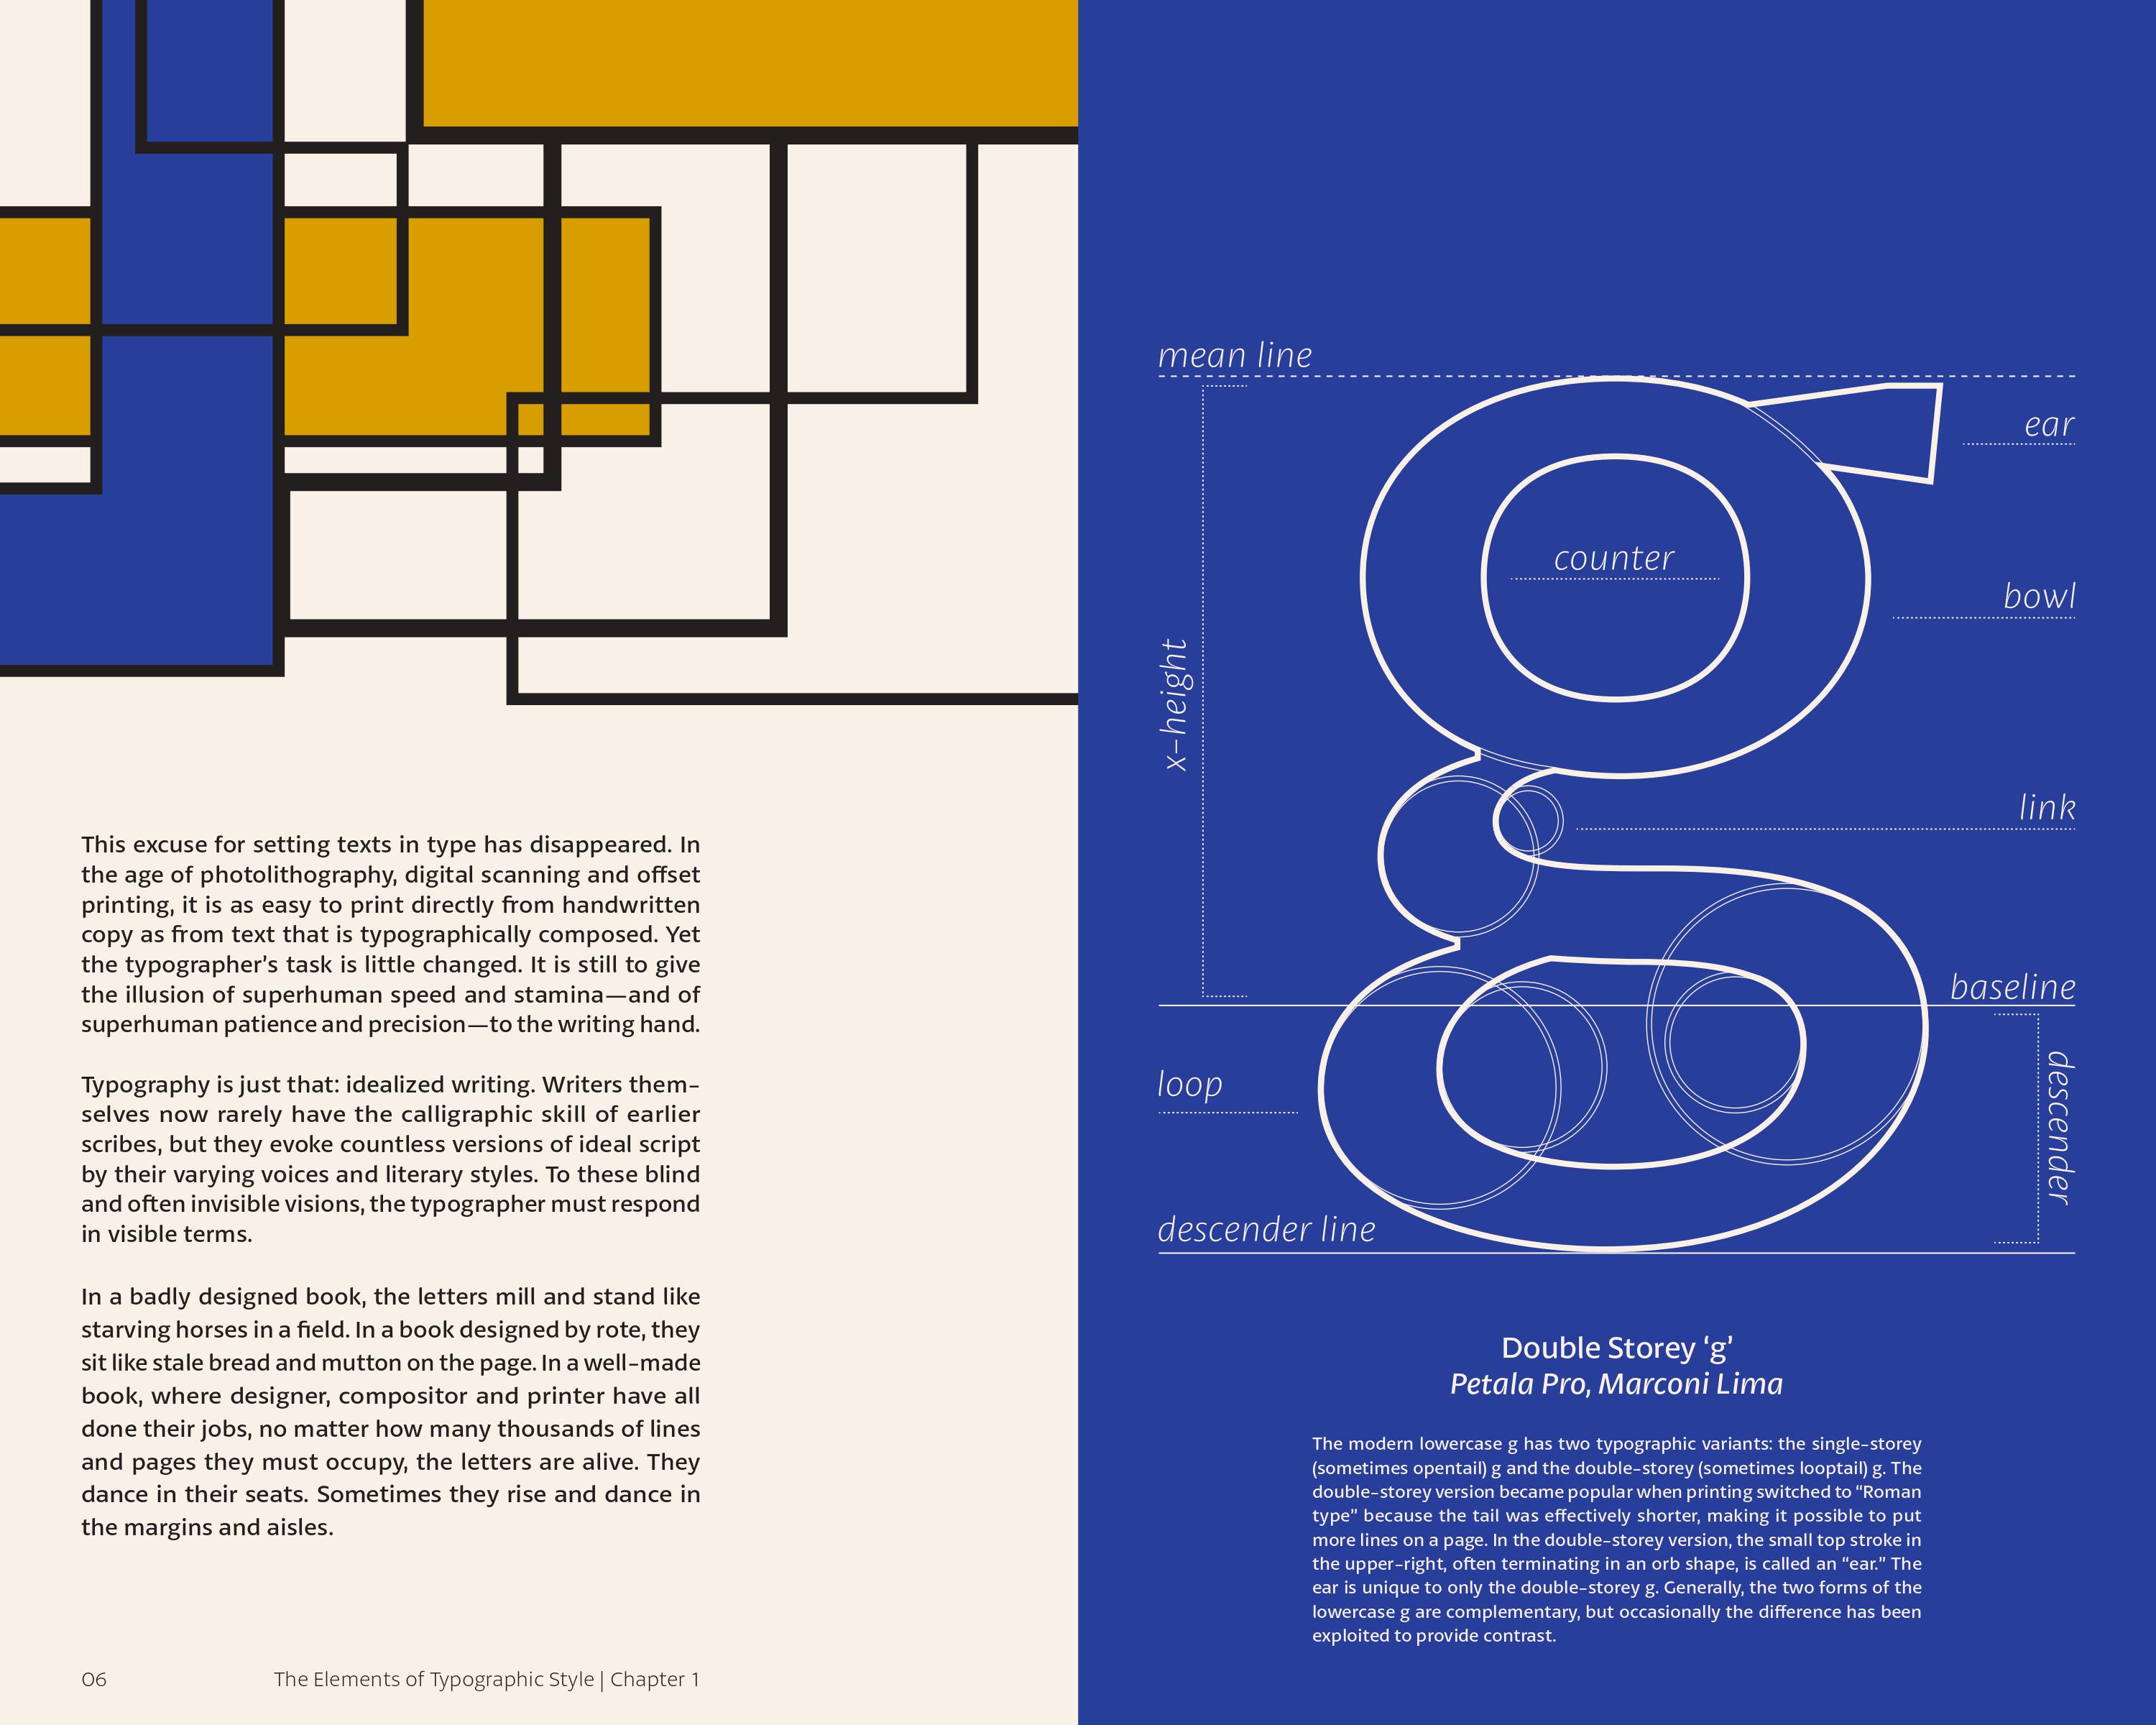 This excuse for setting texts in type has disappeared. In
the age of photolithography, digital scanning and offset
printing, it is as easy to print directly from handwritten
copy as from text that is typographically composed. Yet
the typographer’s task is little changed. It is still to give
the illusion of superhuman speed and stamina—and of
superhuman patience and precision—to the writing hand.
Typography is just that: idealized writing. Writers them-
selves now rarely have the calligraphic skill of earlier
scribes, but they evoke countless versions of ideal script
by their varying voices and literary styles. To these blind
and often invisible visions, the typographer must respond
in visible terms.
In a badly designed book, the letters mill and stand like
starving horses in a field. In a book designed by rote, they
sit like stale bread and mutton on the page. In a well-made
book, where designer, compositor and printer have all
done their jobs, no matter how many thousands of lines
and pages they must occupy, the letters are alive. They
dance in their seats. Sometimes they rise and dance in
the margins and aisles.
06
The Elements of Typographic Style | Chapter 1
mean line
ear
counter
bowl
x-height
link
baseline
loop
descender
descender line
Double Storey ‘g’
Petala Pro, Marconi Lima
The modern lowercase g has two typographic variants: the single-storey
(sometimes opentail) g and the double-storey (sometimes looptail) g. The
double-storey version became popular when printing switched to “Roman
type” because the tail was effectively shorter, making it possible to put
more lines on a page. In the double-storey version, the small top stroke in
the upper-right, often terminating in an orb shape, is called an “ear.” The
ear is unique to only the double-storey g. Generally, the two forms of the
lowercase g are complementary, but occasionally the difference has been
exploited to provide contrast.